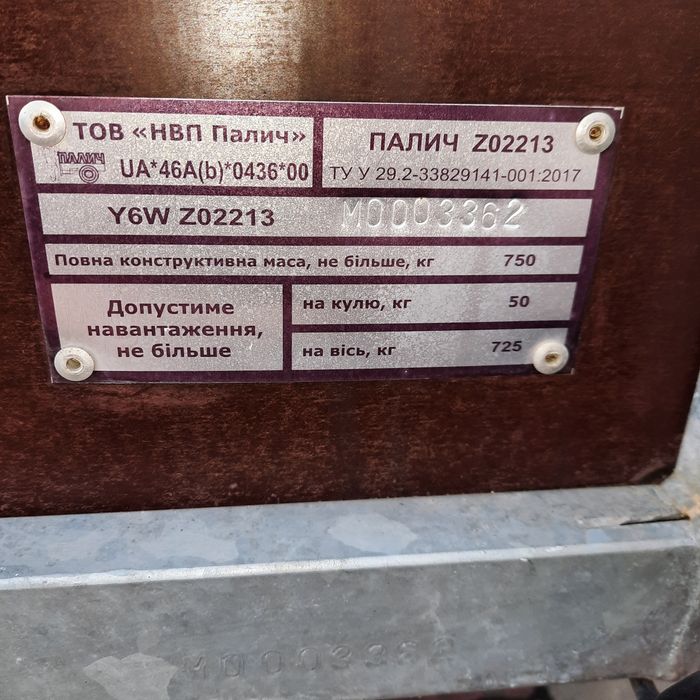 ТОВ «НВП Палич»
ПАЛИЧ
UA*46A(b)*0436*00
ПАЛИЧ Z02213
ТУ У 29.2-33829141-001:2017
Y6W Z02213 M0003362
Повна конструктивна маса, не більше, кг 750
Допустиме
навантаження,
не більше
на кулю, кг 50
на вісь, кг 725
M0003362